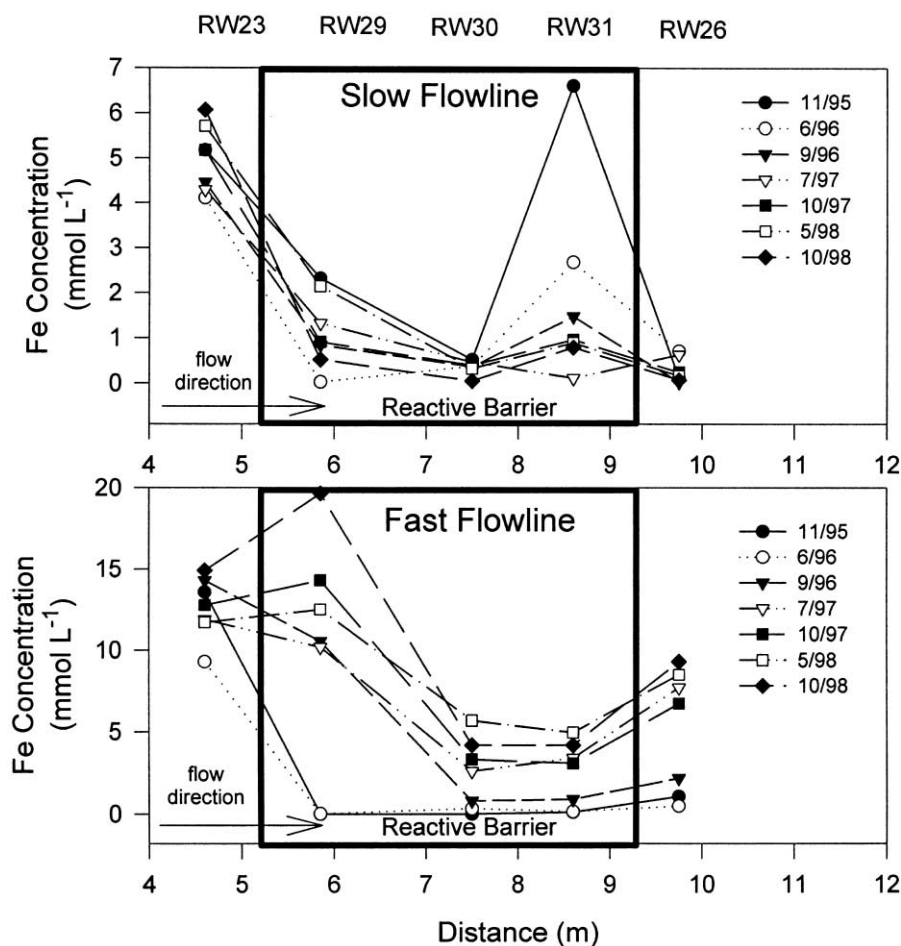 RW23 RW29 RW30 RW31 RW26
Slow Flowline
7
6
5
4
3
2
1
0
Fe Concentration
(mmol L-1)
11/95
6/96
9/96
7/97
10/97
5/98
10/98
flow
direction
Reactive Barrier
4 5 6 7 8 9 10 11 12
Fast Flowline
20
15
10
5
0
Fe Concentration
(mmol L-1)
11/95
6/96
9/96
7/97
10/97
5/98
10/98
flow
direction
Reactive Barrier
4 5 6 7 8 9 10 11 12
Distance (m)